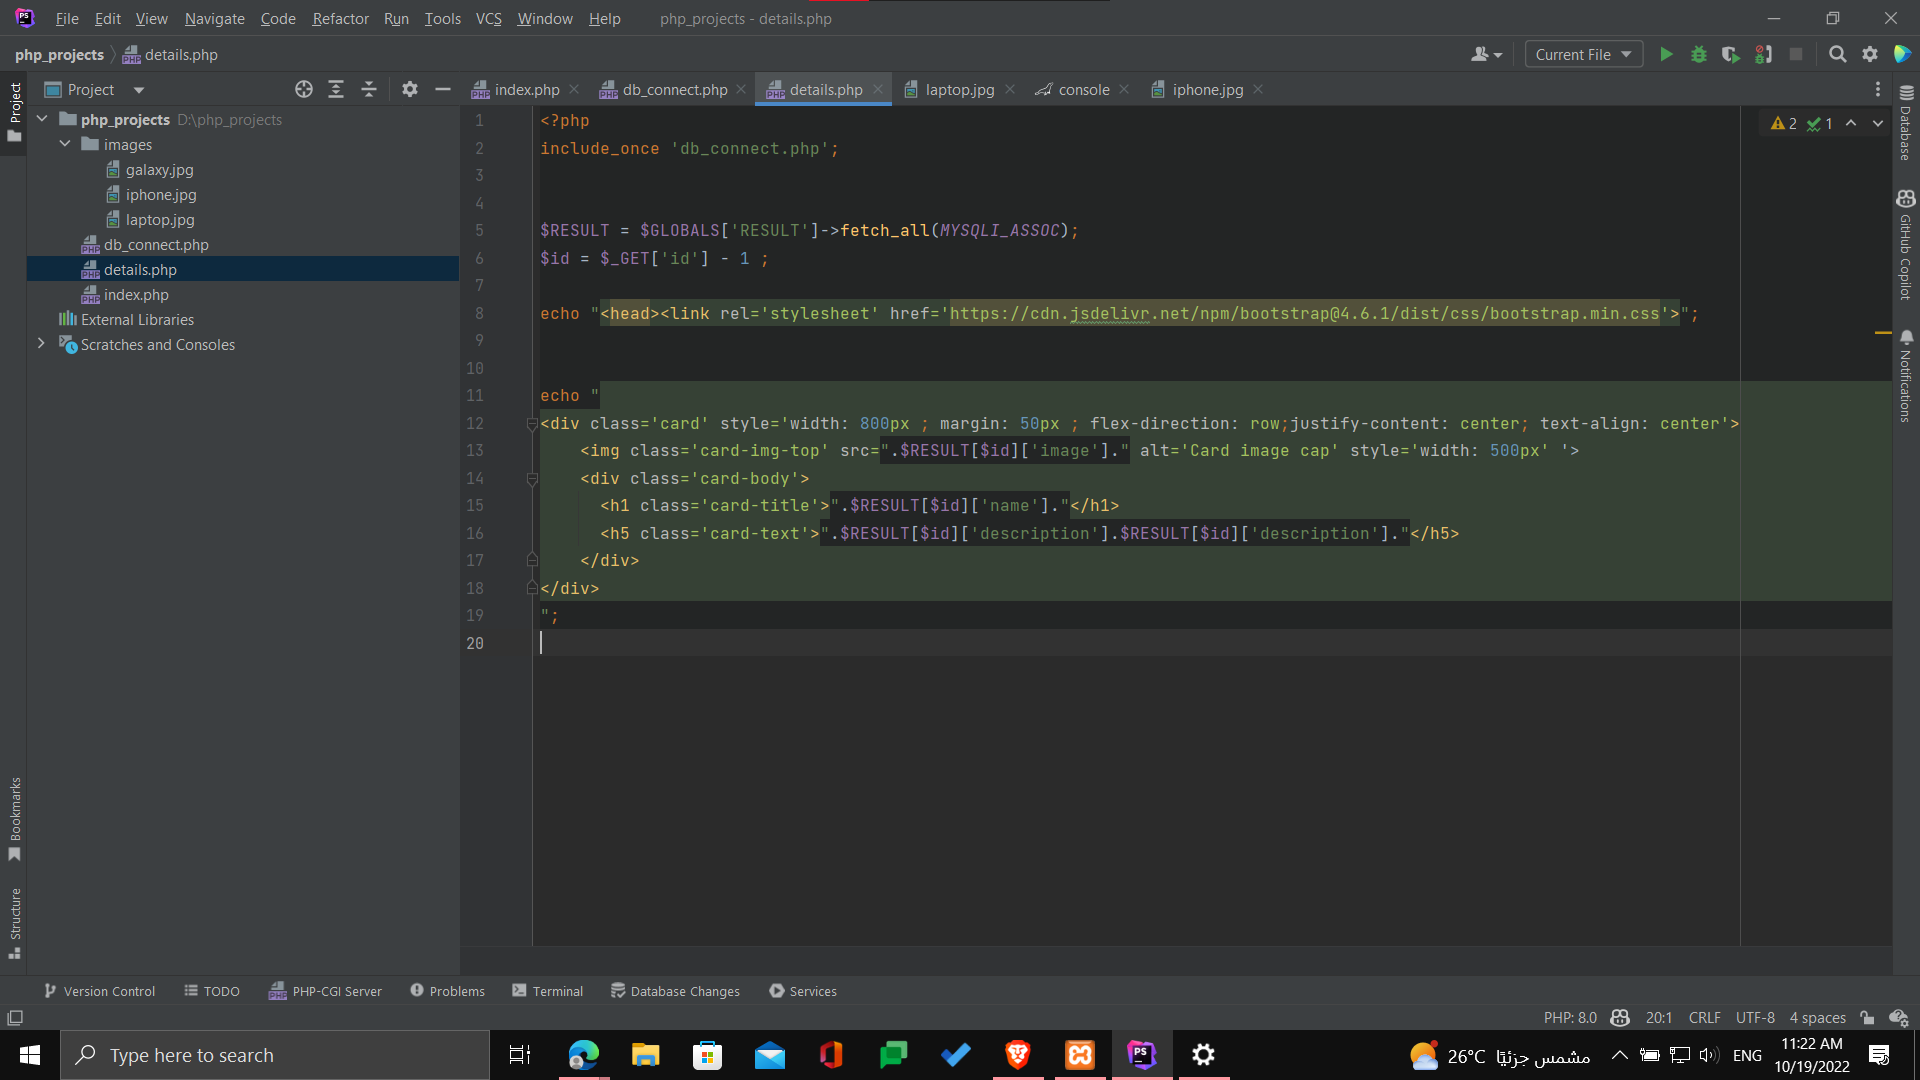 File Edit View Navigate Code Refactor Run Tools VCS Window Help php_projects - details.php
php_projects details.php Current File
Project index.php db_connect.php details.php laptop.jpg console iphone.jpg
Project
php_projects D:\php_projects
images
galaxy.jpg
iphone.jpg
laptop.jpg
db_connect.php
details.php
index.php
External Libraries
Scratches and Consoles
2 1
1 <?php
2 include_once 'db_connect.php';
3
4
5 $RESULT = $GLOBALS['RESULT']->fetch_all(MYSQLI_ASSOC);
6 $id = $_GET['id'] - 1 ;
7
8 echo "<head><link rel='stylesheet' href='https://cdn.jsdelivr.net/npm/bootstrap@4.6.1/dist/css/bootstrap.min.css'>";
9
10
11 echo "
12 <div class='card' style='width: 800px ; margin: 50px ; flex-direction: row;justify-content: center; text-align: center'>
13 <img class='card-img-top' src=".$RESULT[$id]['image']." alt='Card image cap' style='width: 500px' '>
14 <div class='card-body'>
15 <h1 class='card-title'>".$RESULT[$id]['name']."</h1>
16 <h5 class='card-text'>".$RESULT[$id]['description'].$RESULT[$id]['description']."</h5>
17 </div>
18 </div>
19 ";
20
Database
GitHub Copilot
Notifications
Bookmarks
Structure
Version Control TODO PHP-CGI Server Problems Terminal Database Changes Services
PHP: 8.0 20:1 CRLF UTF-8 4 spaces
Type here to search
26°C مشمس جزئيًا ENG 11:22 AM
10/19/2022